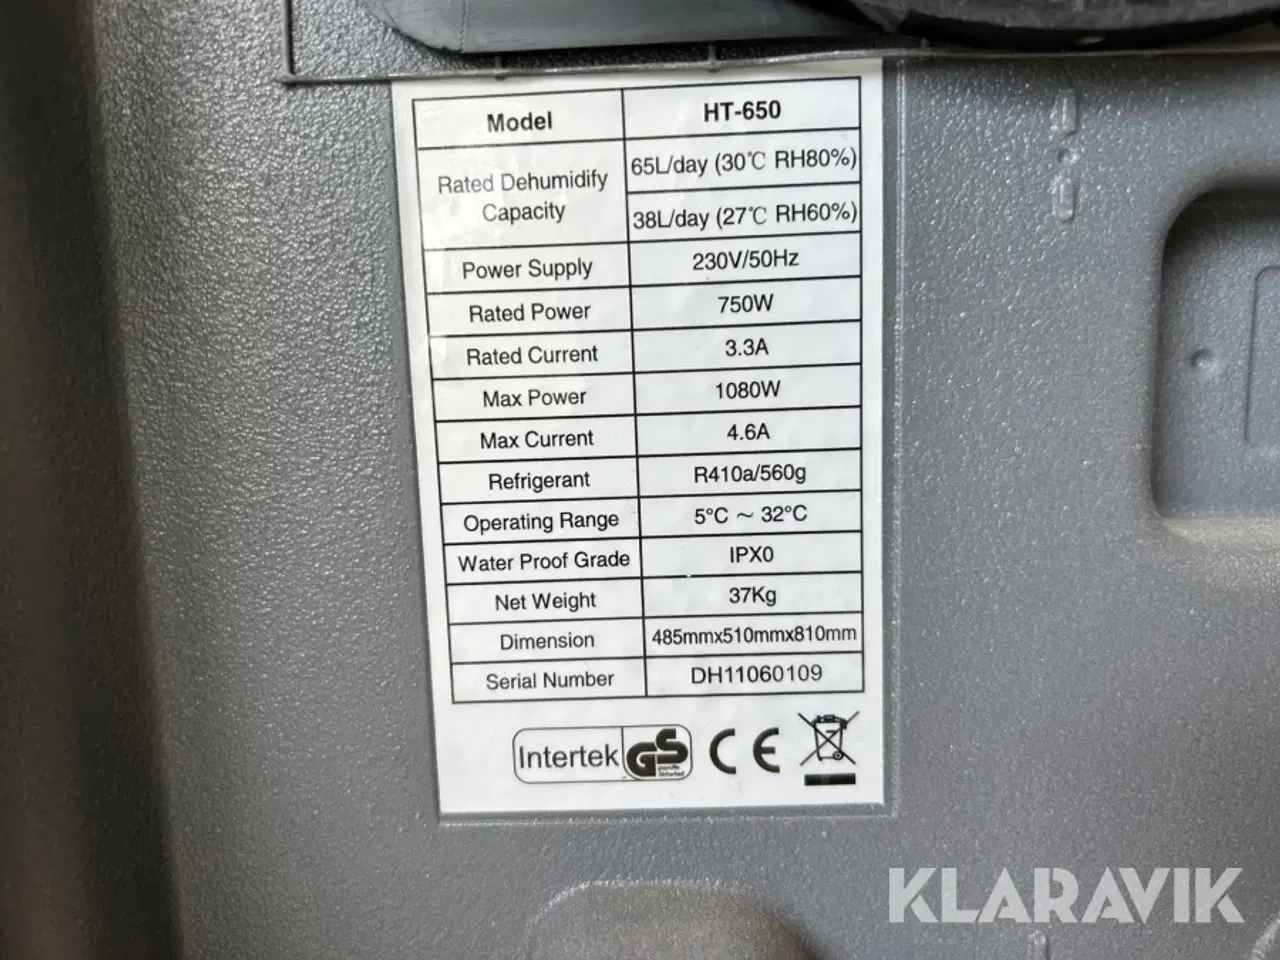 Model HT-650
Rated Dehumidify Capacity 65L/day (30℃ RH80%)
38L/day (27℃ RH60%)
Power Supply 230V/50Hz
Rated Power 750W
Rated Current 3.3A
Max Power 1080W
Max Current 4.6A
Refrigerant R410a/560g
Operating Range 5°C ～ 32°C
Water Proof Grade IPX0
Net Weight 37Kg
Dimension 485mmx510mmx810mm
Serial Number DH11060109
Intertek GS CE
geprüfte
Sicherheit
KLARAVIK